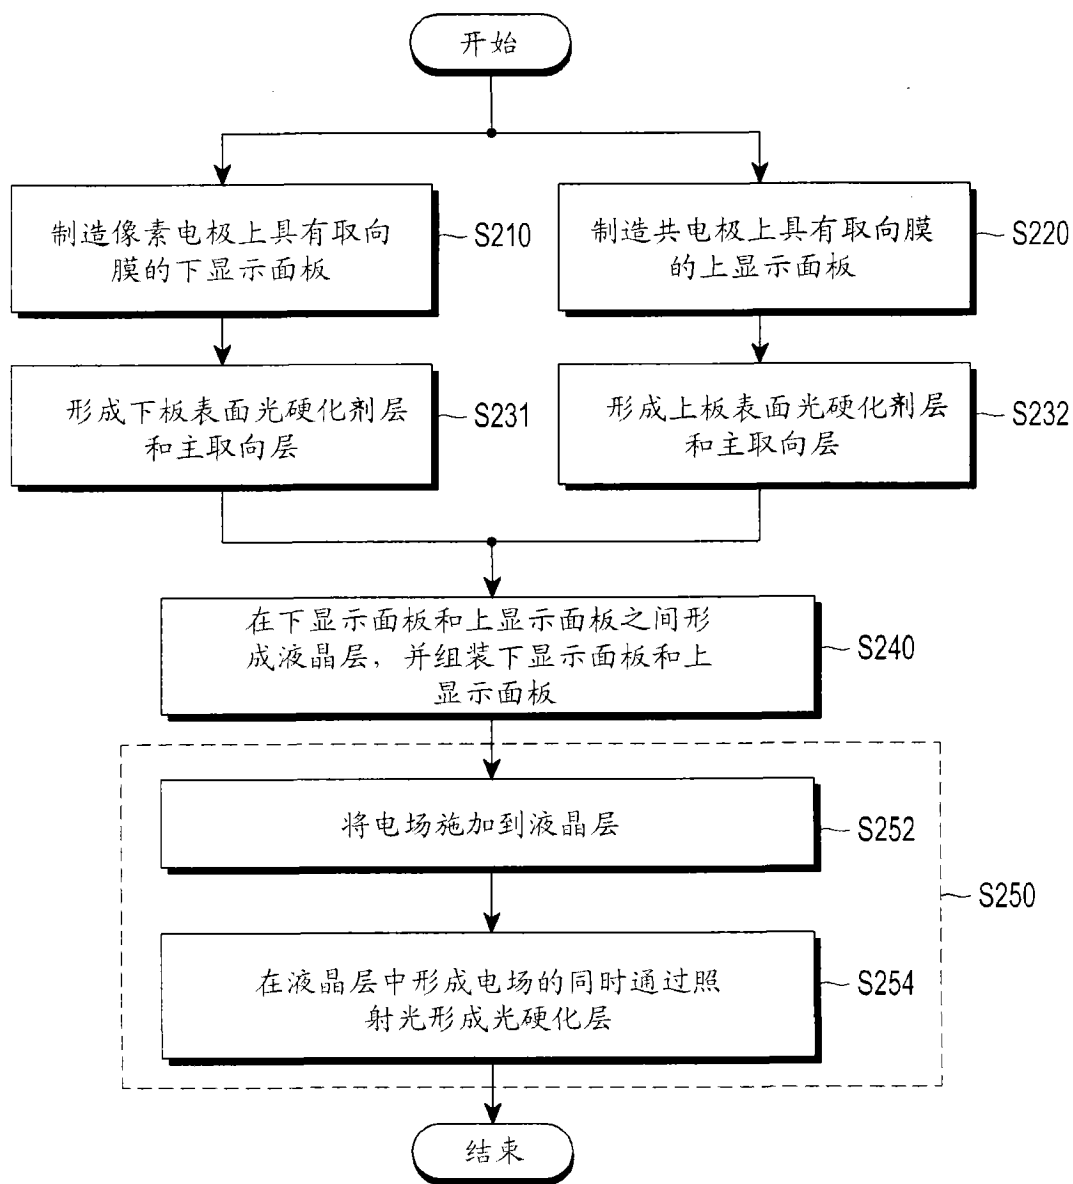 开始
制造像素电极上具有取向
膜的下显示面板
S210
制造共电极上具有取向膜
的上显示面板
S220
形成下板表面光硬化剂层
和主取向层
S231
形成上板表面光硬化剂层
和主取向层
S232
在下显示面板和上显示面板之间形
成液晶层，并组装下显示面板和上
显示面板
S240
将电场施加到液晶层
S252
S250
在液晶层中形成电场的同时通过照
射光形成光硬化层
S254
结束